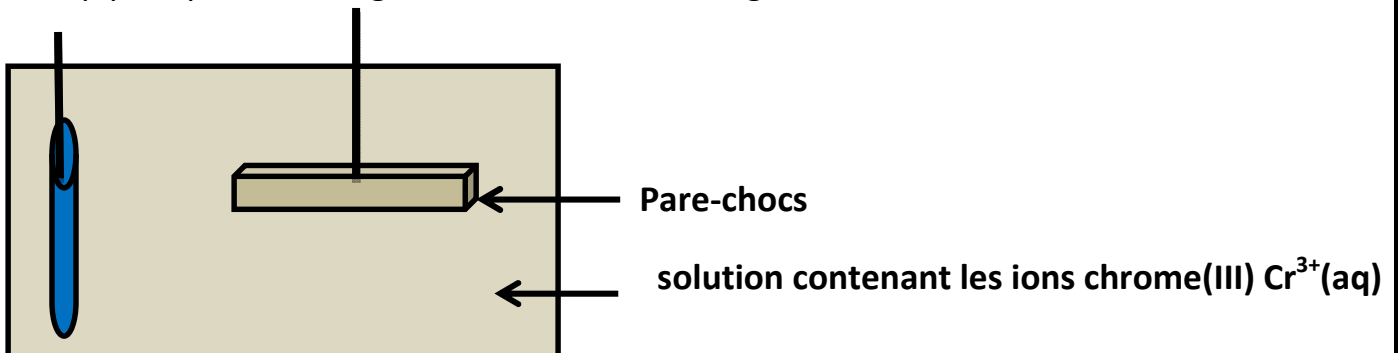 Pare-chocs
solution contenant les ions chrome(III) Cr³⁺(aq)